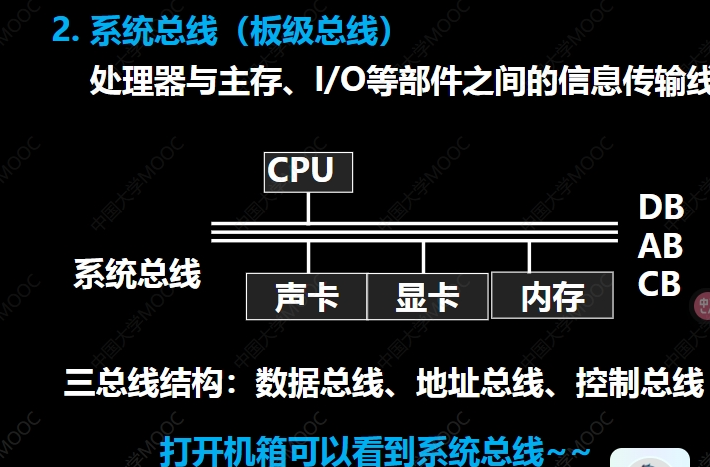 2. 系统总线（板级总线）
处理器与主存、I/O等部件之间的信息传输线
CPU
DB
AB
系统总线
CB
声卡
显卡
内存
三总线结构：数据总线、地址总线、控制总线
打开机箱可以看到系统总线~~
中国大学MOOC